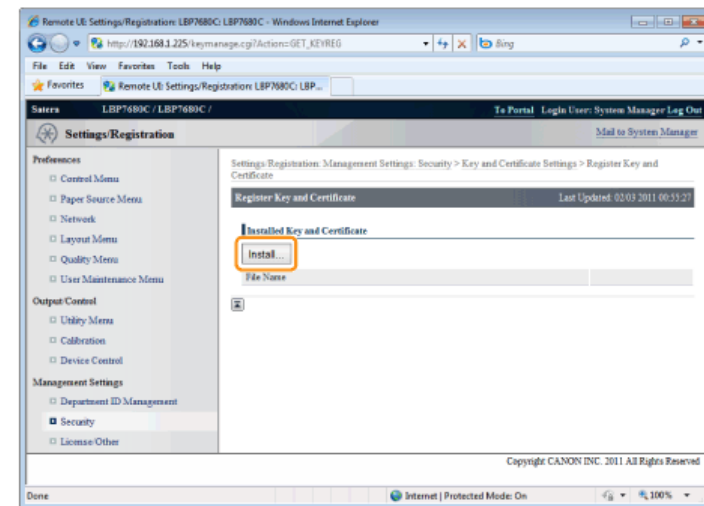 Remote UI: Settings/Registration: LBP7680C: LBP7680C - Windows Internet Explorer
http://192.168.1.225/keymanage.cgi?Action=GET_KEYREG
Bing
File Edit View Favorites Tools Help
Favorites Remote UI: Settings/Registration: LBP7680C: LBP...
Satera LBP7680C / LBP7680C / To Portal Login User: System Manager Log Out
Settings/Registration Mail to System Manager
Preferences
Control Menu
Paper Source Menu
Network
Layout Menu
Quality Menu
User Maintenance Menu
Output/Control
Utility Menu
Calibration
Device Control
Management Settings
Department ID Management
Security
License/Other
Settings/Registration: Management Settings: Security > Key and Certificate Settings > Register Key and
Certificate
Register Key and Certificate Last Updated: 02/03 2011 00:55:27
Installed Key and Certificate
Install...
File Name
Copyright CANON INC. 2011 All Rights Reserved
Done Internet | Protected Mode: On 100%